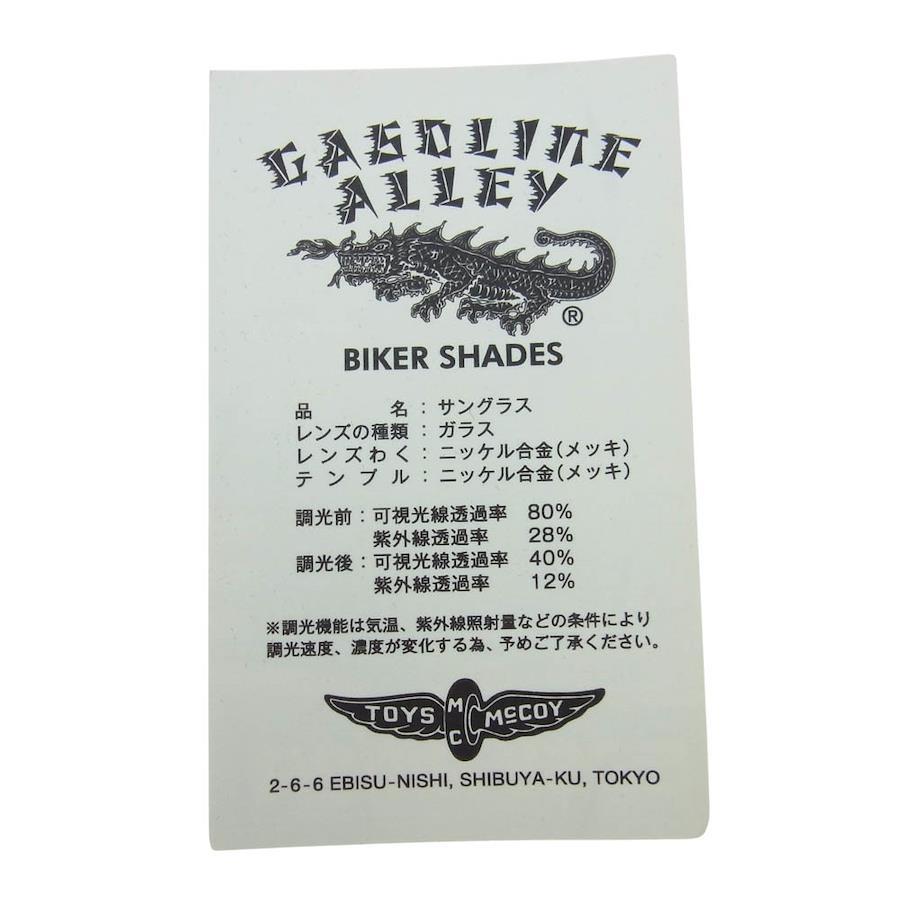 GASOLINE
ALLEY
®
BIKER SHADES
品　　　名：サングラス
レンズの種類：ガラス
レンズわく：ニッケル合金(メッキ)
テンプル：ニッケル合金(メッキ)
調光前：可視光線透過率 80%
紫外線透過率 28%
調光後：可視光線透過率 40%
紫外線透過率 12%
※調光機能は気温、紫外線照射量などの条件により
調光速度、濃度が変化する為、予めご了承ください。
TOYS MCC McCOY
2-6-6 EBISU-NISHI, SHIBUYA-KU, TOKYO